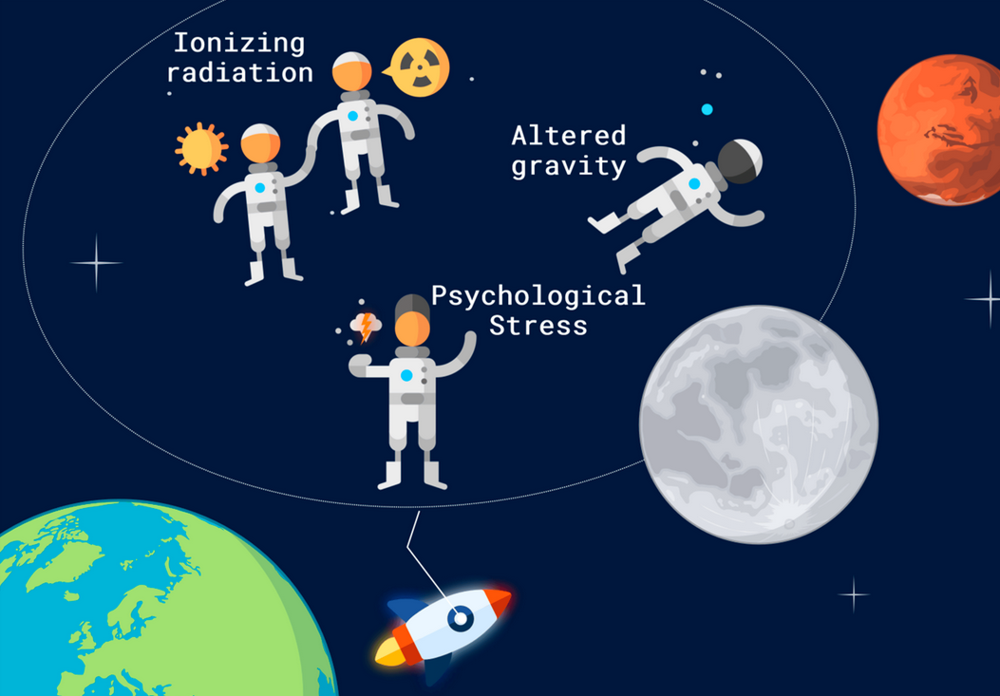 Ionizing
radiation
Altered
gravity
Psychological
Stress